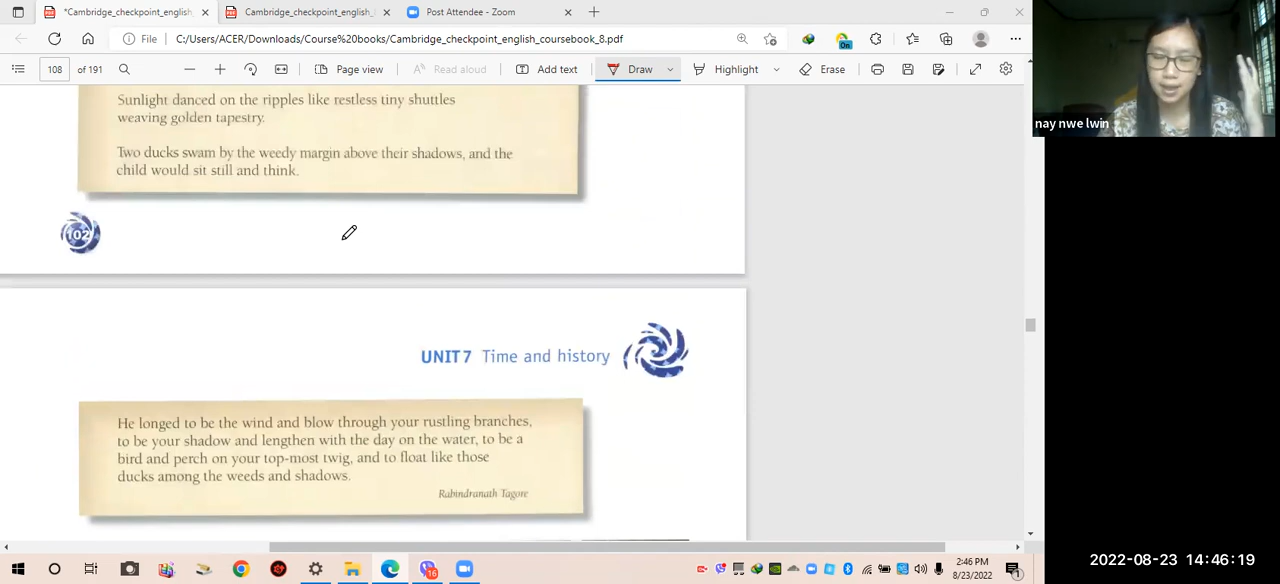 *Cambridge_checkpoint_english_
Cambridge_checkpoint_english_
Post Attendee - Zoom
File
C:/Users/ACER/Downloads/Course%20books/Cambridge_checkpoint_english_coursebook_8.pdf
On
108
of 191
Page view
Read aloud
Add text
Draw
Highlight
Erase
nay nwe lwin
Sunlight danced on the ripples like restless tiny shuttles
weaving golden tapestry.
Two ducks swam by the weedy margin above their shadows, and the
child would sit still and think.
102
UNIT 7 Time and history
He longed to be the wind and blow through your rustling branches,
to be your shadow and lengthen with the day on the water, to be a
bird and perch on your top-most twig, and to float like those
ducks among the weeds and shadows.
Rabindranath Tagore
16
2:46 PM
8/23/2022
1
2022-08-23 14:46:19